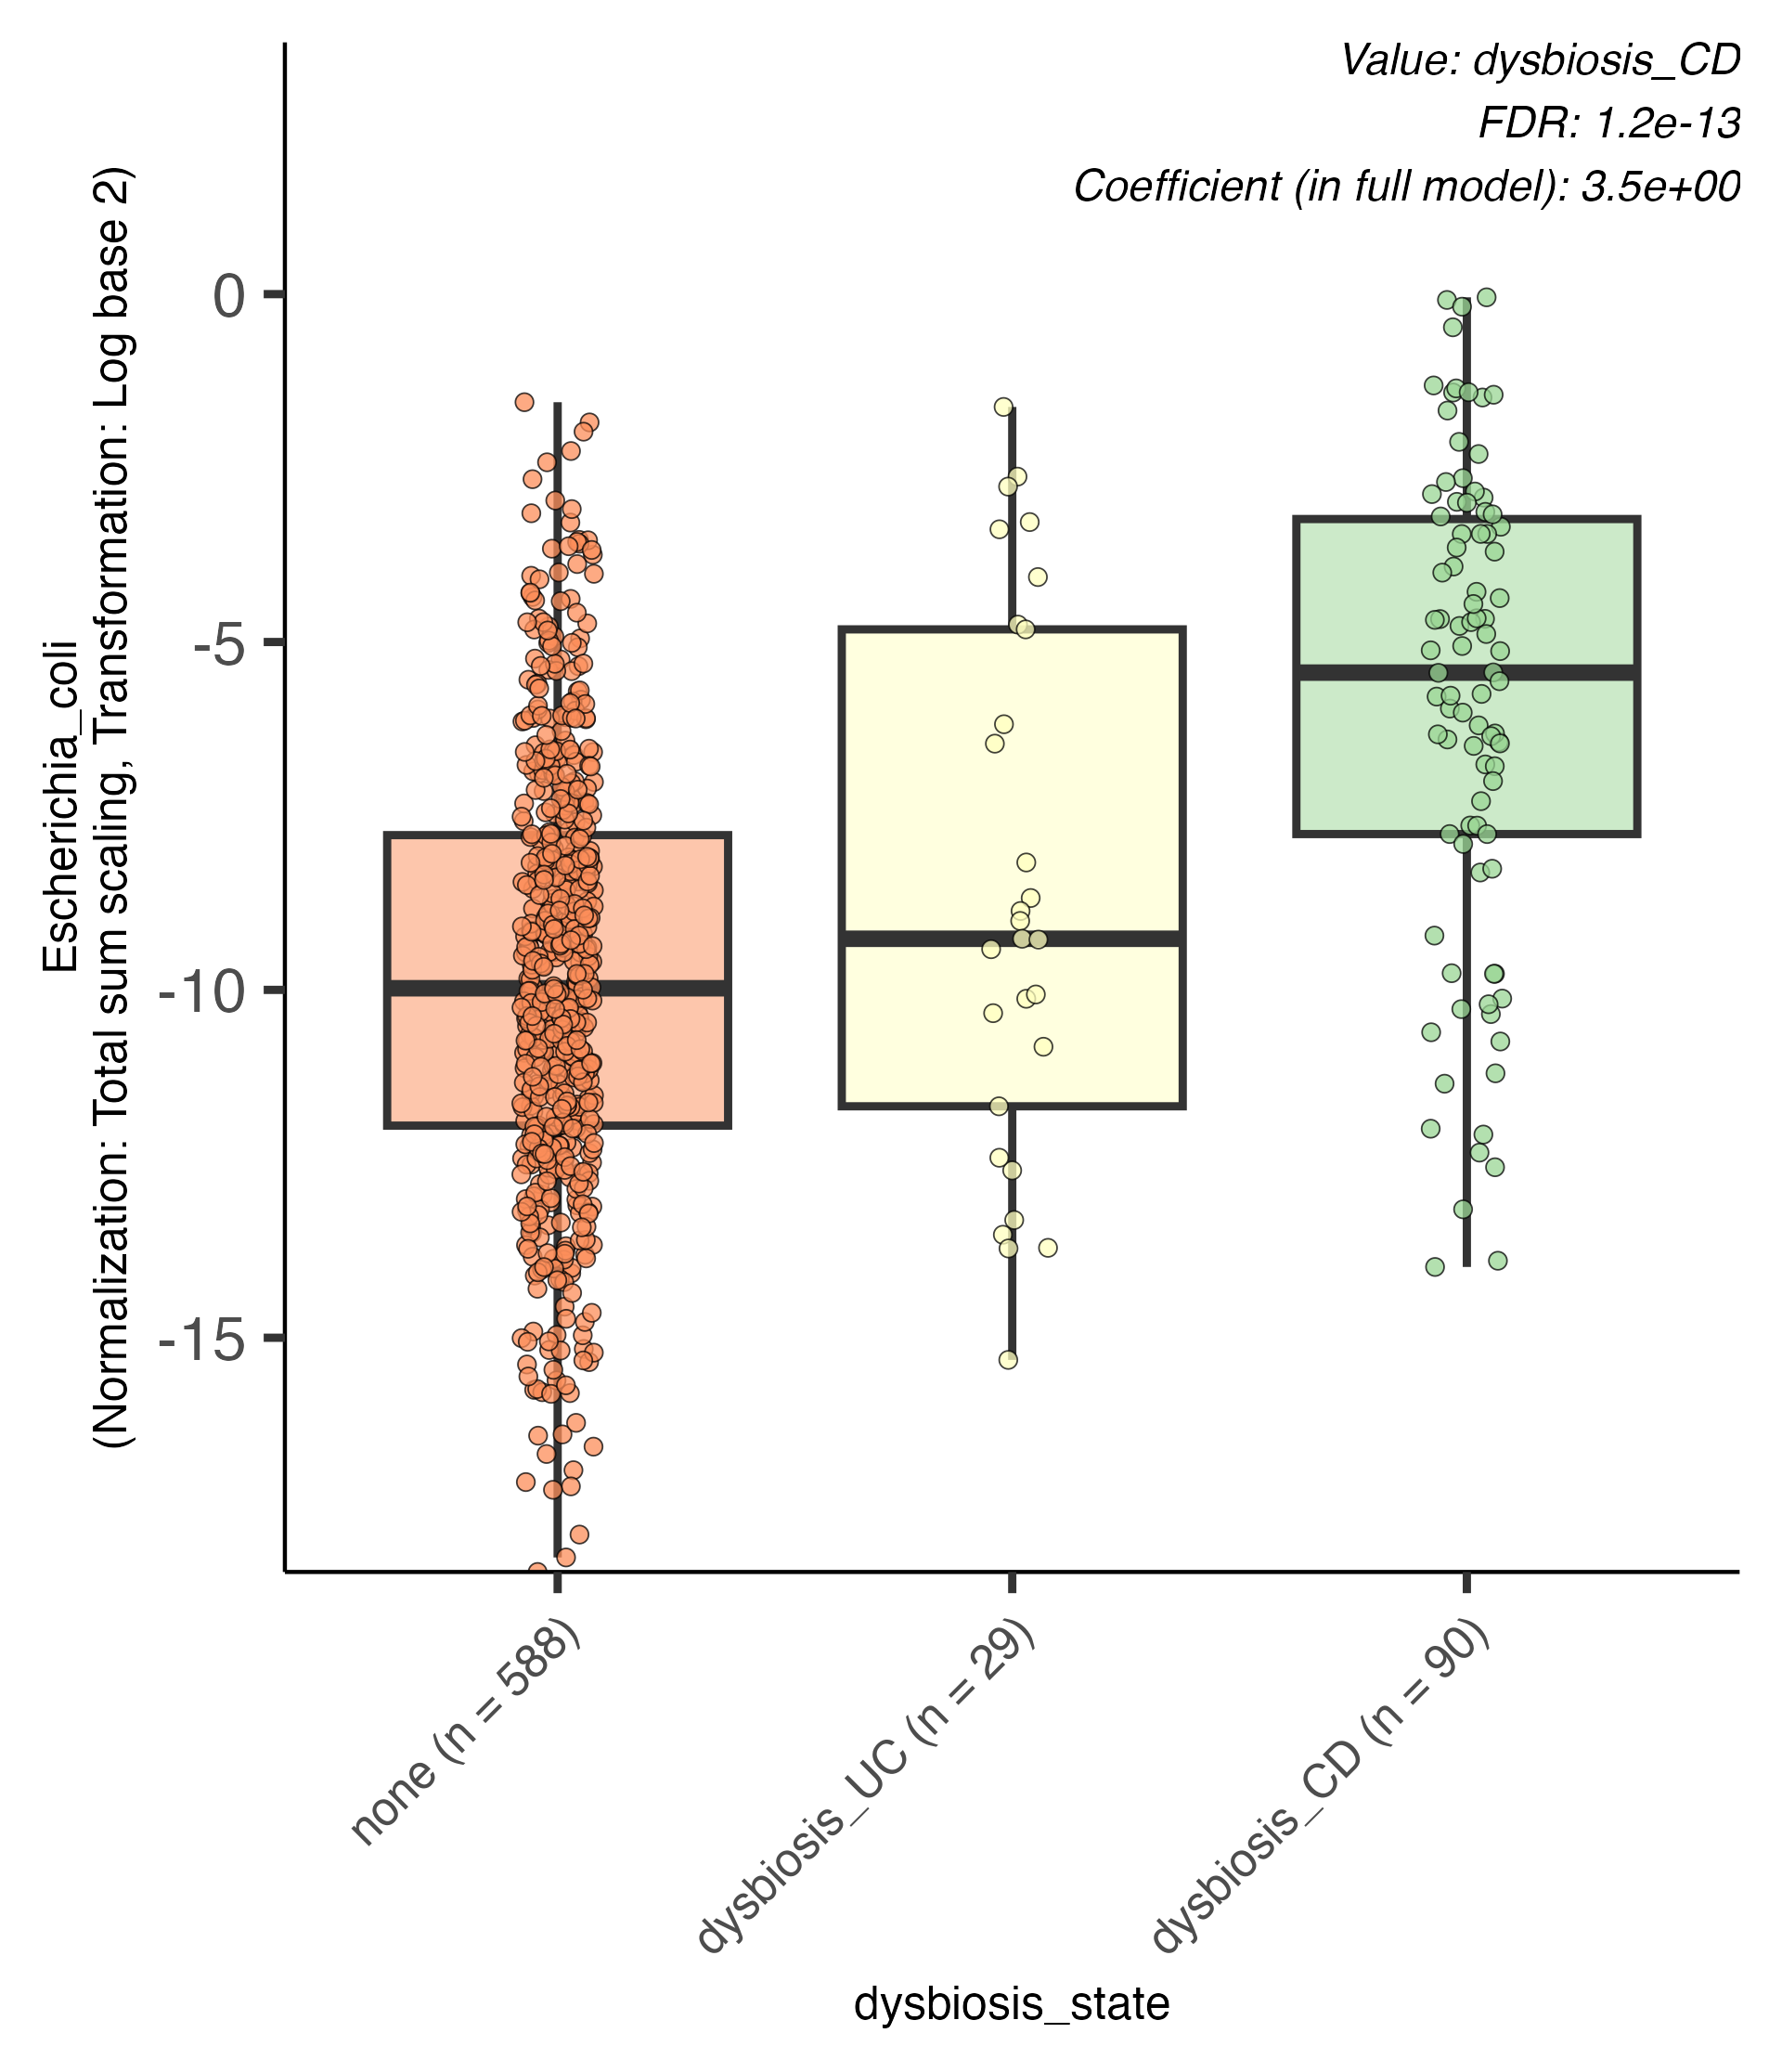 Value: dysbiosis_CD
FDR: 1.2e-13
Coefficient (in full model): 3.5e+00
Escherichia_coli
(Normalization: Total sum scaling, Transformation: Log base 2)
0
-5
-10
-15
none (n = 588)
dysbiosis_UC (n = 29)
dysbiosis_CD (n = 90)
dysbiosis_state